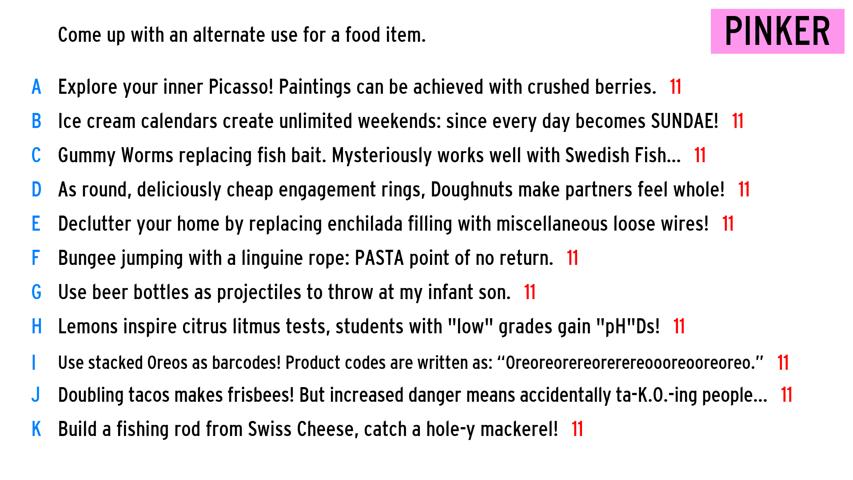 Come up with an alternate use for a food item.
PINKER
A Explore your inner Picasso! Paintings can be achieved with crushed berries. 11
B Ice cream calendars create unlimited weekends: since every day becomes SUNDAE! 11
C Gummy Worms replacing fish bait. Mysteriously works well with Swedish Fish... 11
D As round, deliciously cheap engagement rings, Doughnuts make partners feel whole! 11
E Declutter your home by replacing enchilada filling with miscellaneous loose wires! 11
F Bungee jumping with a linguine rope: PASTA point of no return. 11
G Use beer bottles as projectiles to throw at my infant son. 11
H Lemons inspire citrus litmus tests, students with "low" grades gain "pH"Ds! 11
I Use stacked Oreos as barcodes! Product codes are written as: “Oreoreorereorerereoooreooreoreo.” 11
J Doubling tacos makes frisbees! But increased danger means accidentally ta-K.O.-ing people... 11
K Build a fishing rod from Swiss Cheese, catch a hole-y mackerel! 11